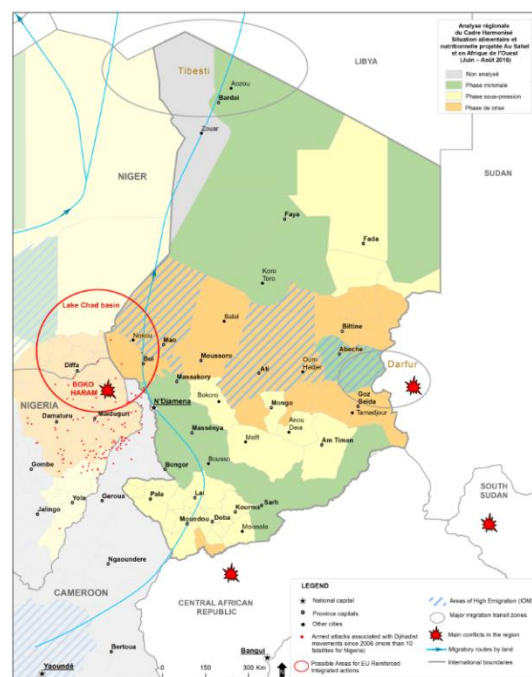 Analyse régionale
du Cadre Harmonisé
Situation alimentaire et
nutritionnelle projetée Au Sahel
et en Afrique de l'Ouest
(Juin - Août 2016)
Non analysé
Phase minimale
Phase sous-pression
Phase de crise
LIBYA
Tibesti
Aozou
Bardai
Zouar
NIGER
SUDAN
Faya
Fada
Koro
Toro
Lake Chad basin
Salal
Biltine
Nokou
Mao
Abeche
Bol
Moussoro
Diffa
Ati
Oum
Hadjer
Darfur
Massakory
BOKO
HARAM
Goz
Beida
NIGERIA
Bokoro
Mongo
N'Djamena
Tamadjour
Maiduguri
Damaturu
Massénya
Abou
Deia
Melfi
Am Timan
Gombe
Bongor
Bousso
SOUTH
SUDAN
Yola
Garoua
Pala
Lai
Sarh
Jalingo
Koumra
Moundou
Doba
Moissala
Ngaoundere
CAMEROON
CENTRAL AFRICAN
REPUBLIC
Bertoua
Yaoundé
Bangui
0
150
300 Km
LEGEND
National capital
Province capitals
Other cities
Armed attacks associated with Djihadist
movements since 2006 (more than 10
fatalities for Nigeria)
Possible Areas for EU Reinforced
Integrated actions
Areas of High Emigration (IOM)
Major migration transit zones
Main conflicts in the region
Migratory routes by land
International boundaries